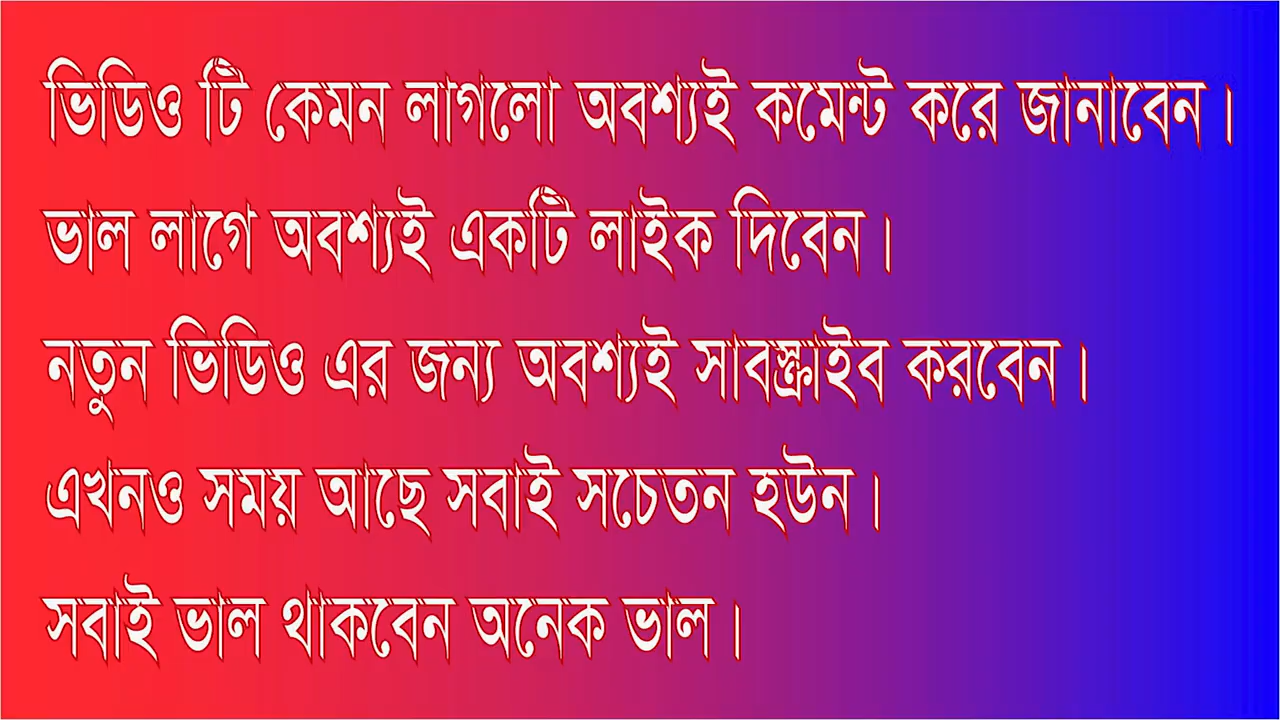 ভিডিও টি কেমন লাগলো অবশ্যই কমেন্ট করে জানাবেন।
ভাল লাগে অবশ্যই একটি লাইক দিবেন।
নতুন ভিডিও এর জন্য অবশ্যই সাবস্ক্রাইব করবেন।
এখনও সময় আছে সবাই সচেতন হউন।
সবাই ভাল থাকবেন অনেক ভাল।